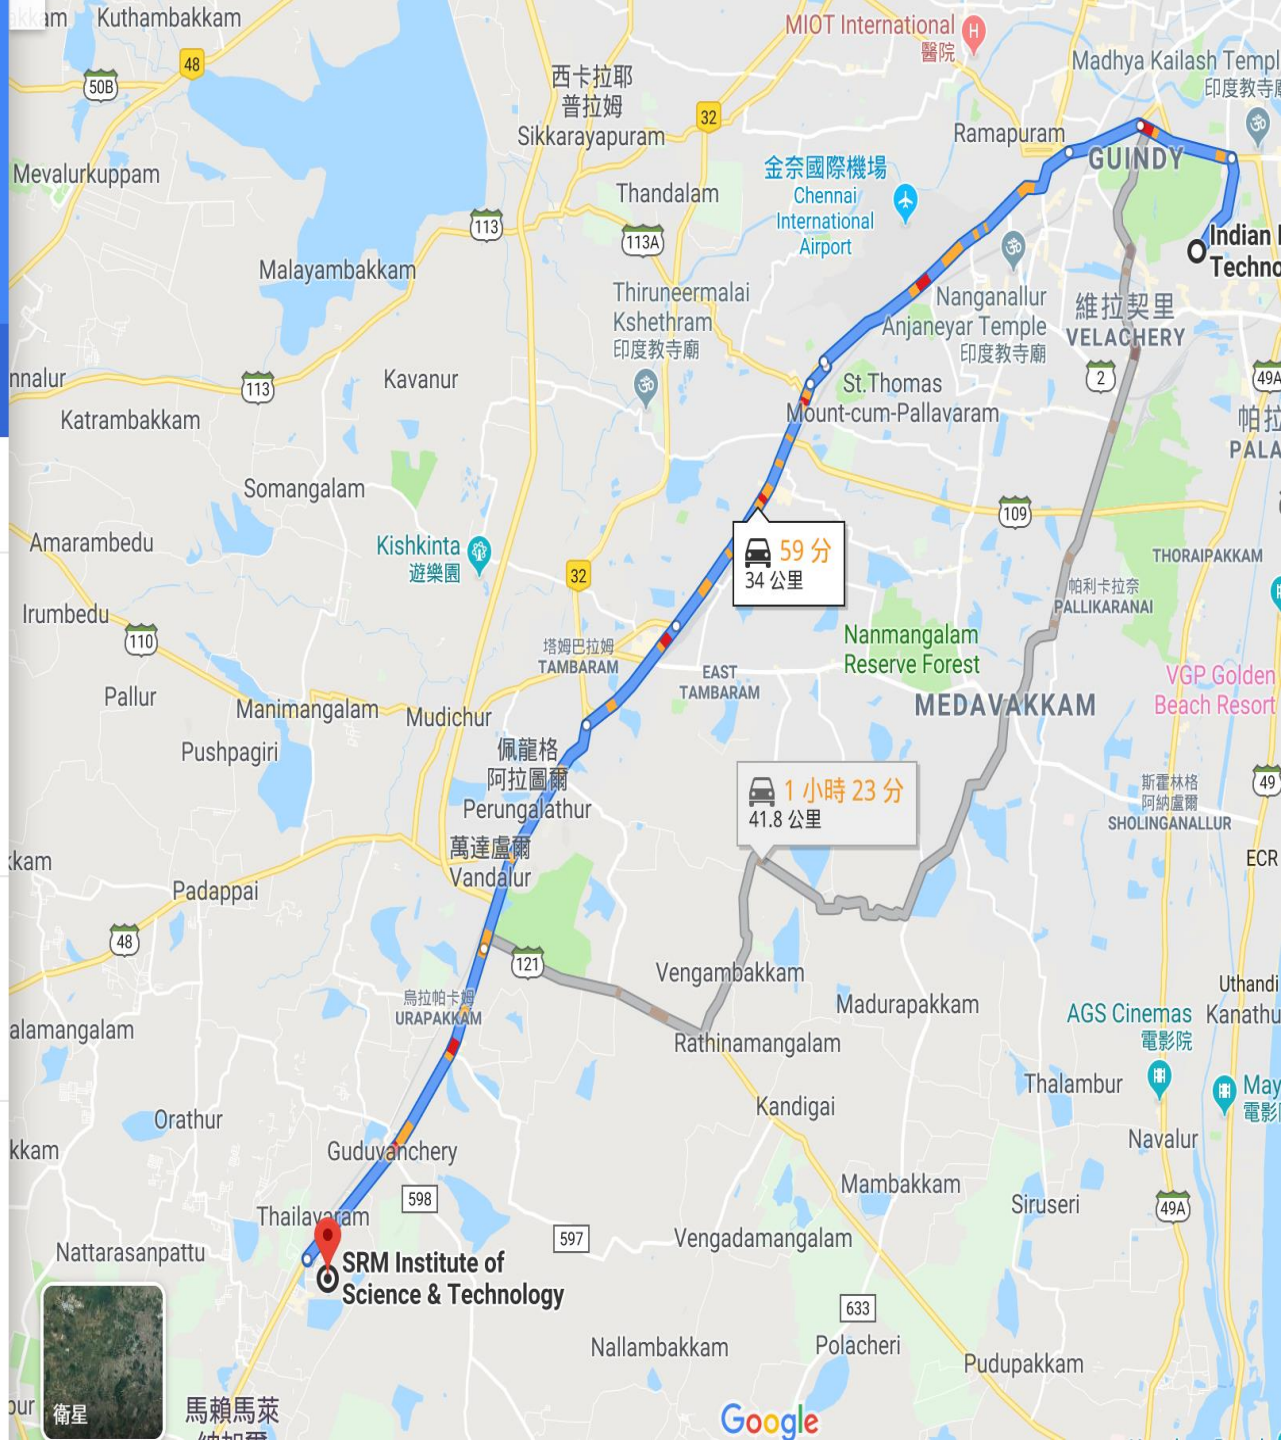 Kuthambakkam
MIOT International
醫院
48
50B
西卡拉耶
普拉姆
Sikkarayapuram
32
Madhya Kailash Templ
印度教寺廟
Ramapuram
GUINDY
Mevalurkuppam
金奈國際機場
Chennai
International
Airport
Thandalam
113
113A
Indian
Techno
Malayambakkam
Thiruneermalai
Kshethram
印度教寺廟
Nanganallur
Anjaneyar Temple
印度教寺廟
維拉契里
VELACHERY
nnalur
113
Kavanur
St.Thomas
Mount-cum-Pallavaram
2
49A
Katrambakkam
帕拉
PALA
Somangalam
109
Amarambedu
Kishkinta
遊樂園
59 分
34 公里
THORAIPAKKAM
32
帕利卡拉奈
PALLIKARANAI
Irumbedu
110
塔姆巴拉姆
TAMBARAM
Nanmangalam
Reserve Forest
EAST
TAMBARAM
VGP Golden
Beach Resort
Pallur
Manimangalam
Mudichur
MEDAVAKKAM
Pushpagiri
佩龍格
阿拉圖爾
Perungalathur
1 小時 23 分
41.8 公里
斯霍林格
阿納盧爾
SHOLINGANALLUR
49
萬達盧爾
Vandalur
kkam
ECR
Padappai
48
121
Vengambakkam
Madurapakkam
Uthandi
Kanathu
烏拉帕卡姆
URAPAKKAM
AGS Cinemas
電影院
alamangalam
Rathinamangalam
Thalambur
May
電影
Kandigai
Orathur
Navalur
kkam
Guduvanchery
Mambakkam
598
Siruseri
49A
Thailavaram
597
Vengadamangalam
Nattarasanpattu
SRM Institute of
Science & Technology
633
Nallambakkam
Polacheri
Pudupakkam
衛星
馬賴馬萊
Google